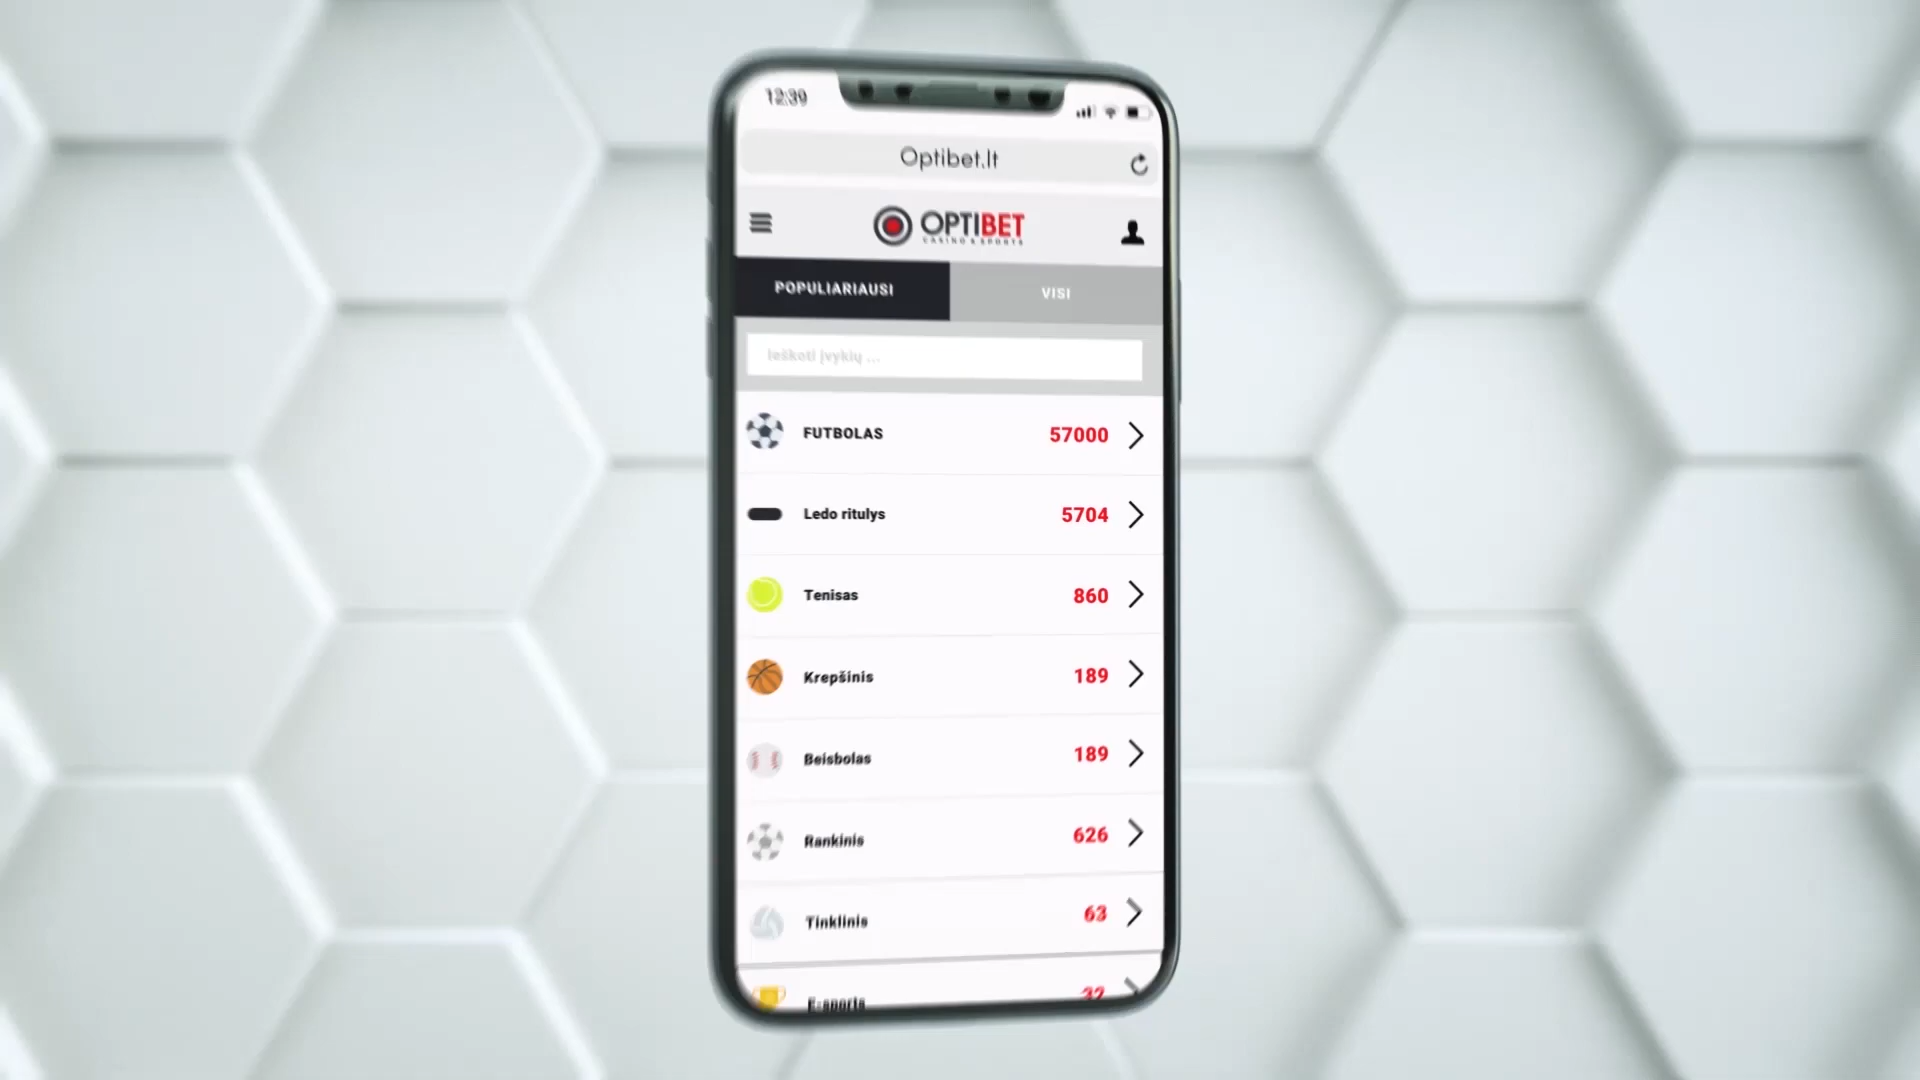 12:39
Optibet.lt
OPTIBET
CASINO & SPORTS
POPULIARIAUSI
VISI
Ieškoti įvykių ...
FUTBOLAS 57000
Ledo ritulys 5704
Tenisas 860
Krepšinis 189
Beisbolas 189
Rankinis 626
Tinklinis 63
E-sports 32